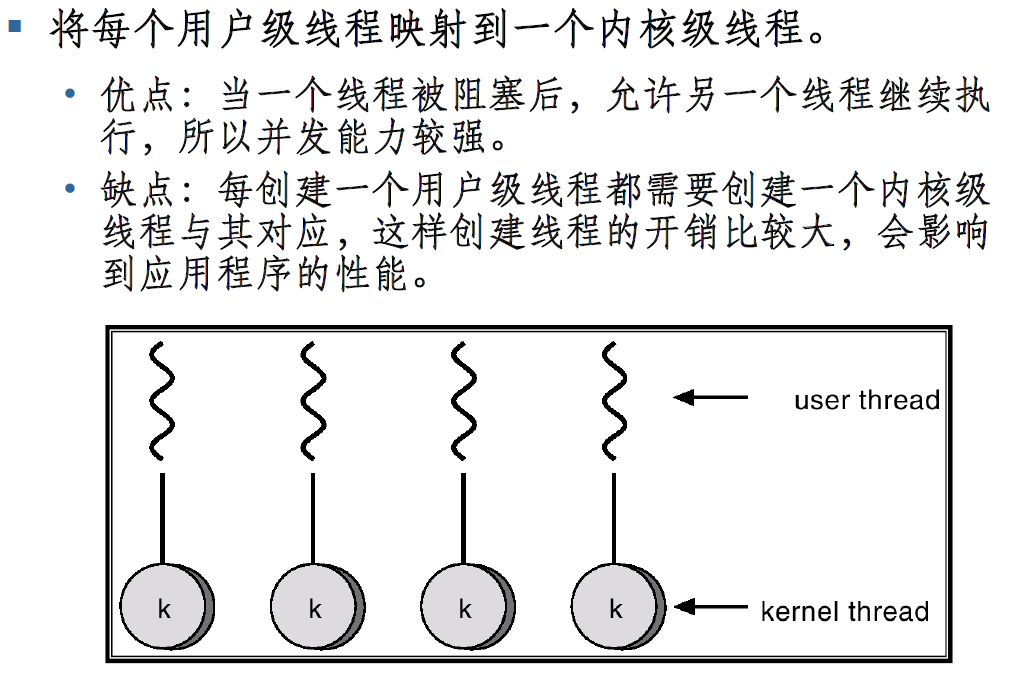 将每个用户级线程映射到一个内核级线程。
优点：当一个线程被阻塞后，允许另一个线程继续执
行，所以并发能力较强。
缺点：每创建一个用户级线程都需要创建一个内核级
线程与其对应，这样创建线程的开销比较大，会影响
到应用程序的性能。
user thread
k k k k
kernel thread